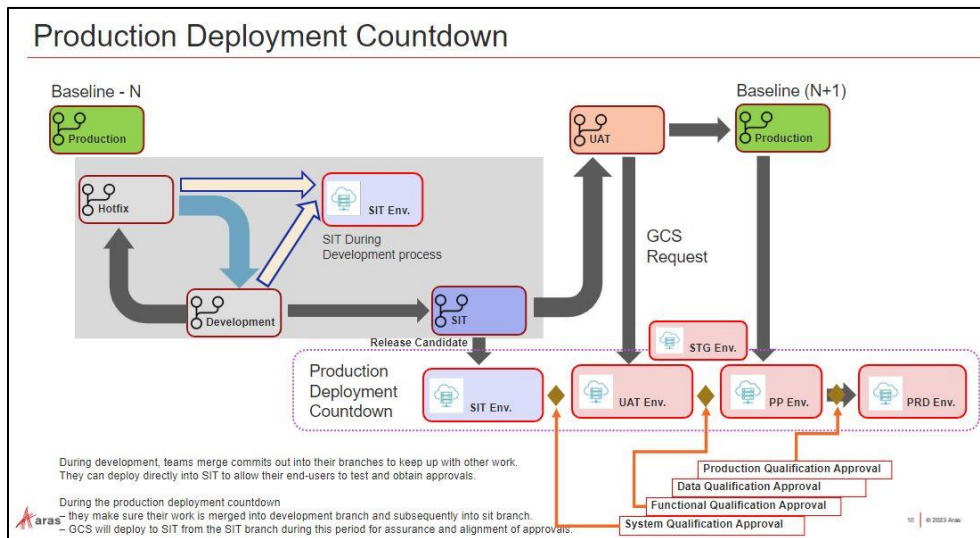 Production Deployment Countdown
Baseline - N
Production
Baseline (N+1)
UAT
Production
Hotfix
SIT Env.
SIT During
Development process
GCS
Request
Development
SIT
Release Candidate
STG Env.
Production
Deployment
Countdown
SIT Env.
UAT Env.
PP Env.
PRD Env.
During development, teams merge commits out into their branches to keep up with other work.
They can deploy directly into SIT to allow their end-users to test and obtain approvals.
During the production deployment countdown
– they make sure their work is merged into development branch and subsequently into sit branch.
– GCS will deploy to SIT from the SIT branch during this period for assurance and alignment of approvals.
Production Qualification Approval
Data Qualification Approval
Functional Qualification Approval
System Qualification Approval
aras
10
© 2023 Aras